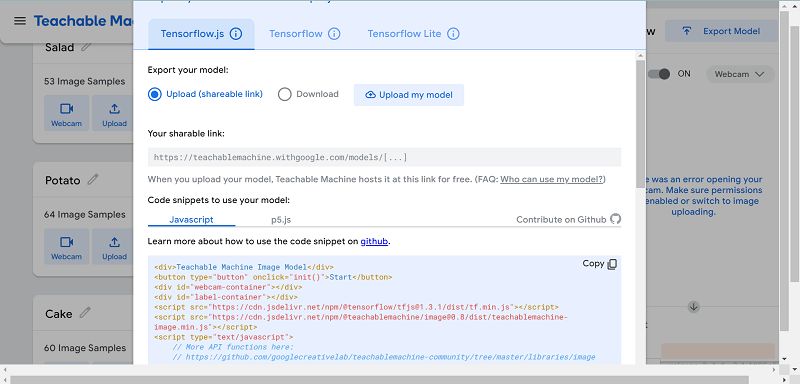 Teachable Ma
Salad
53 Image Samples
Webcam
Upload
Potato
64 Image Samples
Webcam
Upload
Cake
60 Image Samples
Tensorflow.js
Tensorflow
Tensorflow Lite
Export your model:
Upload (shareable link)
Download
Upload my model
Your sharable link:
https://teachablemachine.withgoogle.com/models/[...]
When you upload your model, Teachable Machine hosts it at this link for free. (FAQ: Who can use my model?)
Code snippets to use your model:
Javascript
p5.js
Contribute on Github
Learn more about how to use the code snippet on github.
Copy
<div>Teachable Machine Image Model</div>
<button type="button" onclick="init()">Start</button>
<div id="webcam-container"></div>
<div id="label-container"></div>
<script src="https://cdn.jsdelivr.net/npm/@tensorflow/tfjs@1.3.1/dist/tf.min.js"></script>
<script src="https://cdn.jsdelivr.net/npm/@teachablemachine/image@0.8/dist/teachablemachine-
image.min.js"></script>
<script type="text/javascript">
// More API functions here:
// https://github.com/googlecreativelab/teachablemachine-community/tree/master/libraries/image
Export Model
ON
Webcam
e was an error opening your
cam. Make sure permissions
enabled or switch to image
uploading.